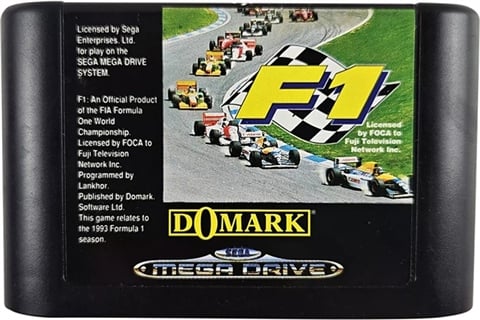 Licensed by Sega
Enterprises. Ltd.
for play on the
SEGA MEGA DRIVE
SYSTEM.
F1: An Official Product
of the FIA Formula
One World
Championship.
Licensed by FOCA to
Fuji Television
Network Inc.
Programmed by
Lankhor.
Published by Domark.
Software Ltd.
This game relates to
the 1993 Formula 1
season.
F1
Licensed
by FOCA to
Fuji Television
Network Inc.
DOMARK
SEGA
MEGA DRIVE